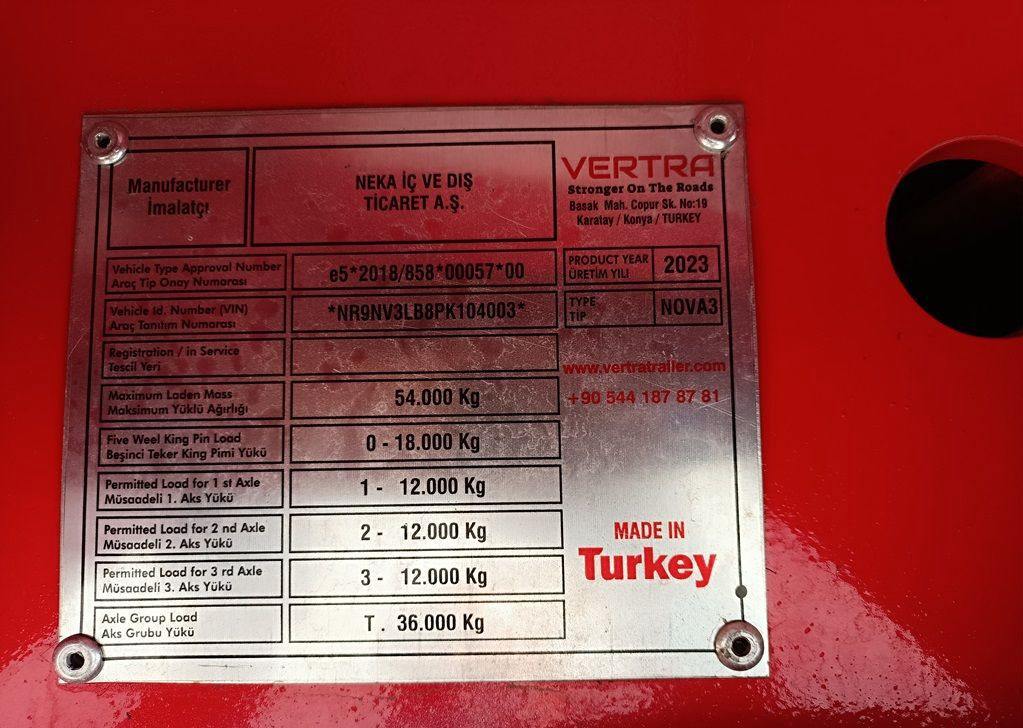 Manufacturer
İmalatçı
NEKA İÇ VE DIŞ
TİCARET A.Ş.
VERTRA
Stronger On The Roads
Basak Mah. Copur Sk. No:19
Karatay / Konya / TURKEY
Vehicle Type Approval Number
Araç Tip Onay Numarası
e5*2018/858*00057*00
PRODUCT YEAR
ÜRETİM YILI
2023
Vehicle Id. Number (VIN)
Araç Tanıtım Numarası
*NR9NV3LB8PK104003*
TYPE
TİP
NOVA3
Registration / in Service
Tescil Yeri
www.vertratrailer.com
+90 544 187 87 81
Maximum Laden Mass
Maksimum Yüklü Ağırlığı
54.000 Kg
Five Weel King Pin Load
Beşinci Teker King Pimi Yükü
0 - 18.000 Kg
Permitted Load for 1 st Axle
Müsaadeli 1. Aks Yükü
1 - 12.000 Kg
Permitted Load for 2 nd Axle
Müsaadeli 2. Aks Yükü
2 - 12.000 Kg
Permitted Load for 3 rd Axle
Müsaadeli 3. Aks Yükü
3 - 12.000 Kg
Axle Group Load
Aks Grubu Yükü
T . 36.000 Kg
MADE IN
Turkey